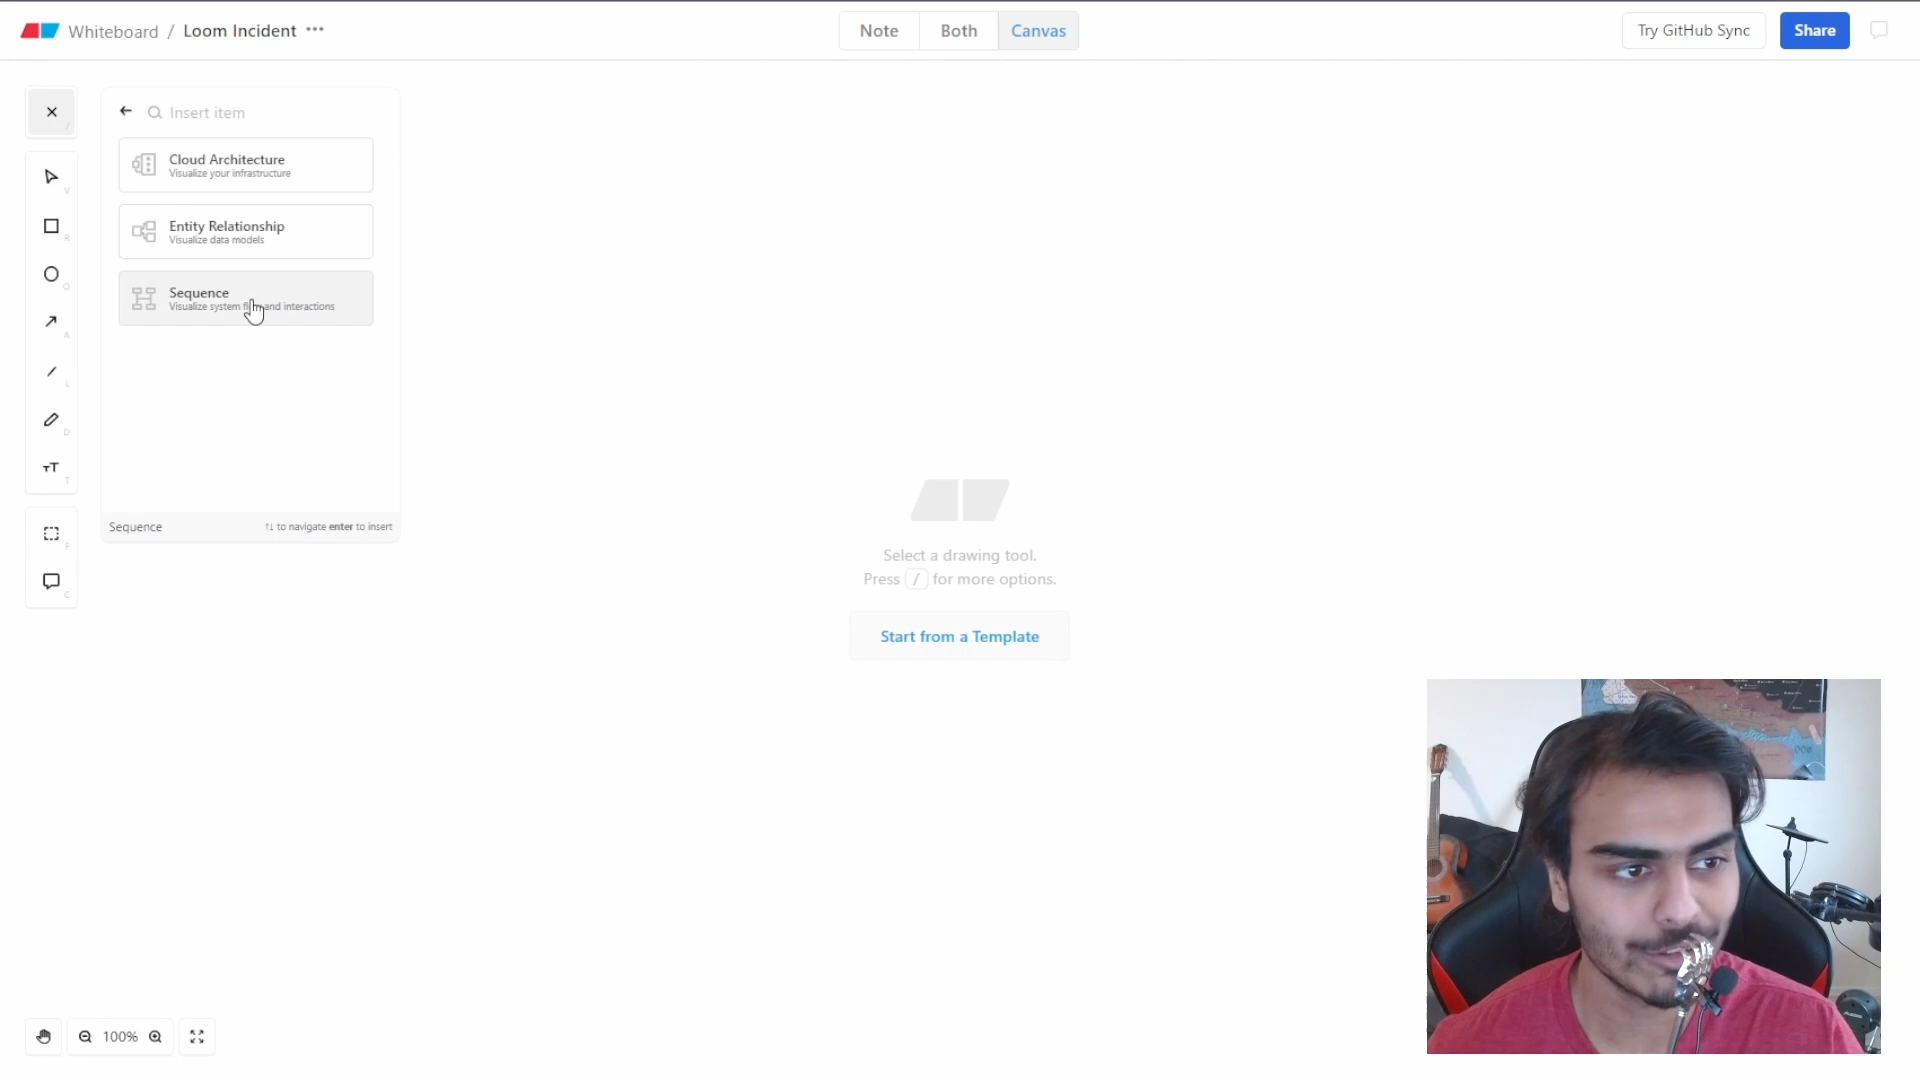 Whiteboard / Loom Incident •••
Note
Both
Canvas
Try GitHub Sync
Share
Insert item
Cloud Architecture
Visualize your infrastructure
Entity Relationship
Visualize data models
Sequence
Visualize system and interactions
Sequence
↑↓ to navigate enter to insert
/
V
R
O
A
L
D
T
F
C
Select a drawing tool.
Press / for more options.
Start from a Template
100%